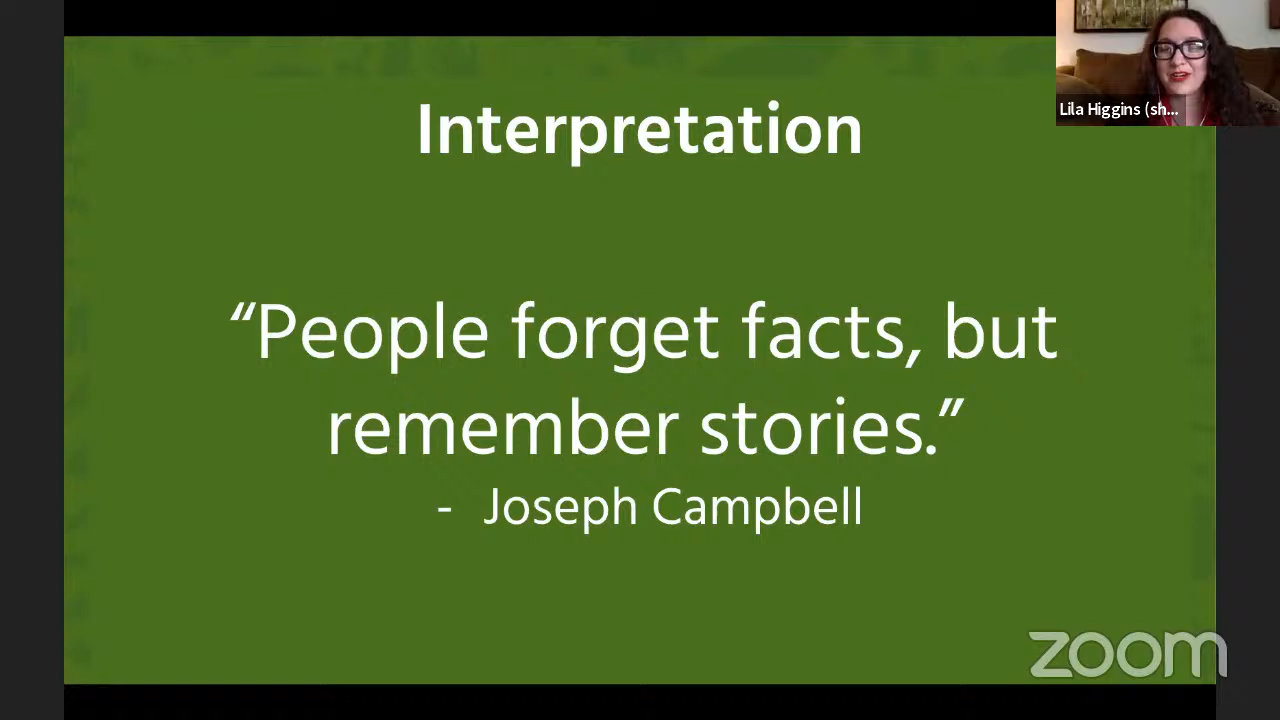 Interpretation
Lila Higgins (sh...
“People forget facts, but
remember stories.”
- Joseph Campbell
zoom